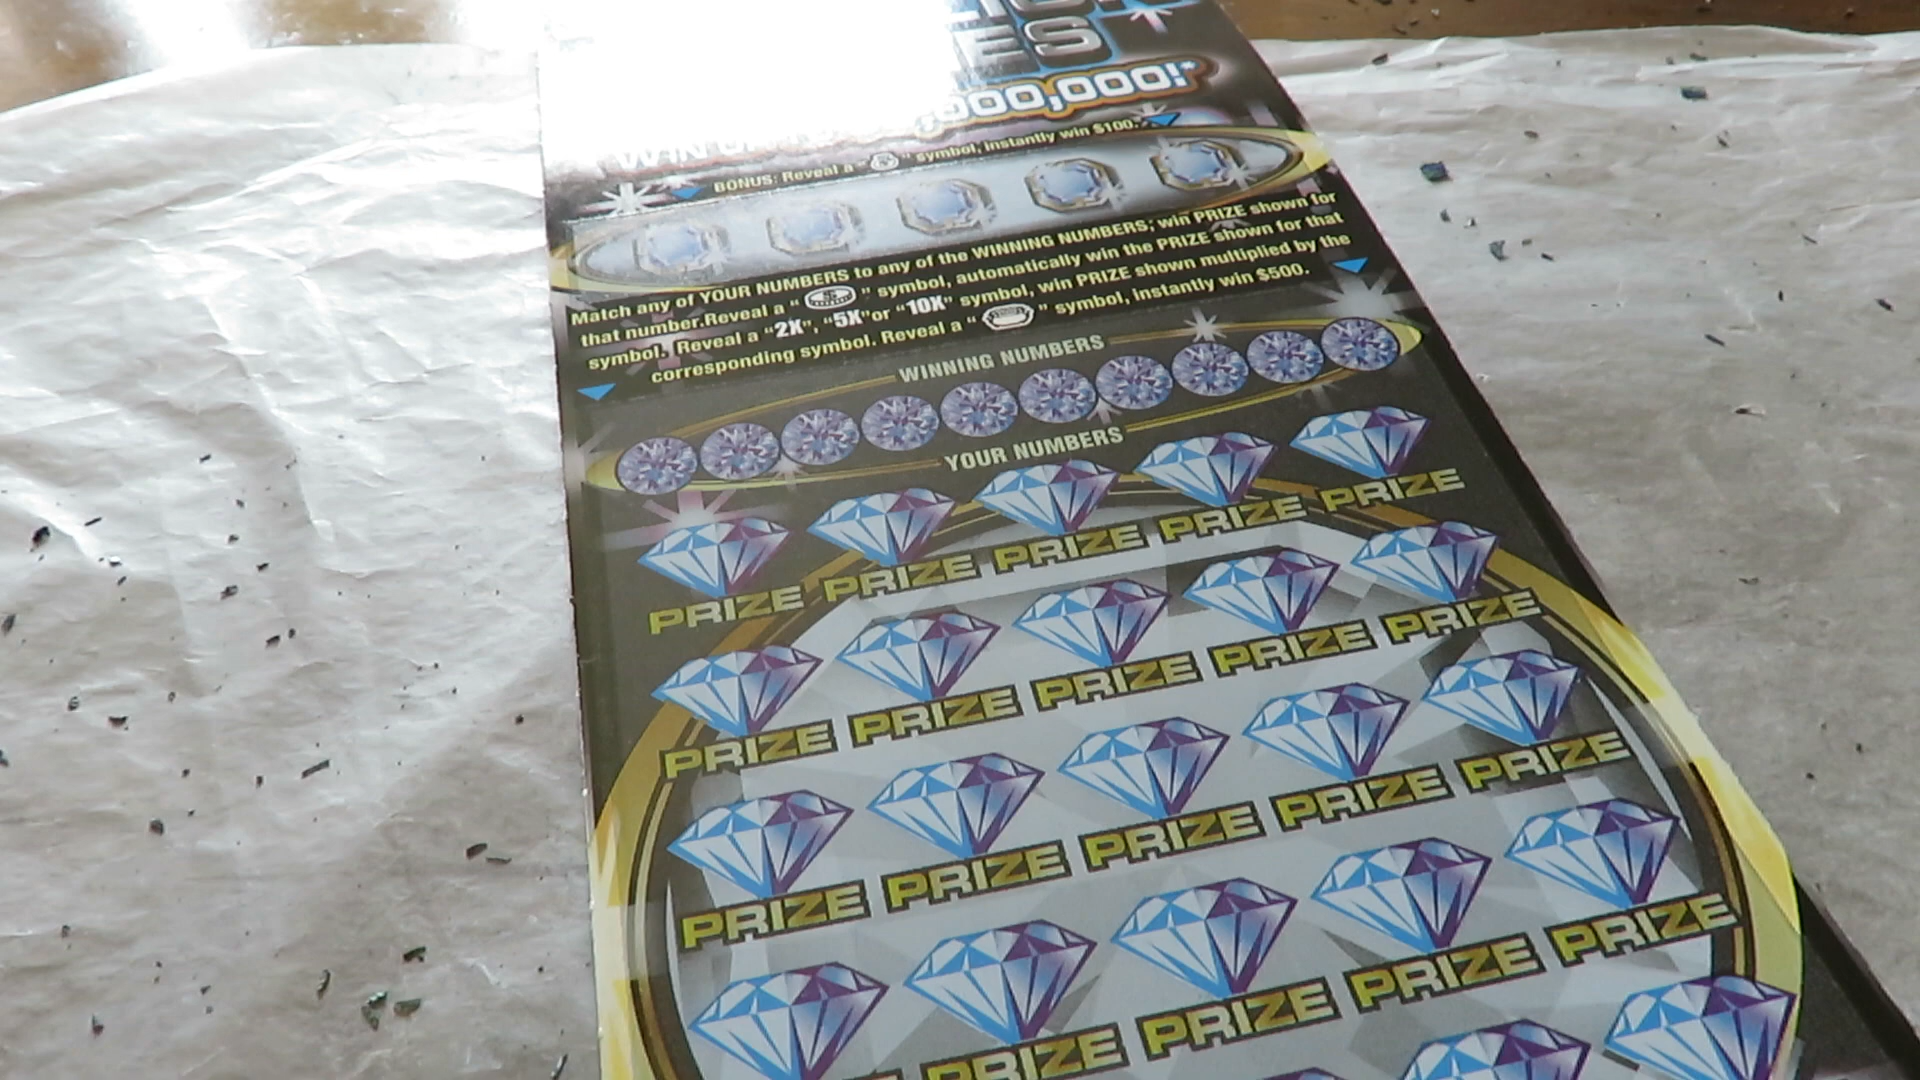 ES
,000,000!*
WIN UP
BONUS: Reveal a " " symbol, instantly win $100.
Match any of YOUR NUMBERS to any of the WINNING NUMBERS; win PRIZE shown for
that number.Reveal a " " symbol, automatically win the PRIZE shown for that
symbol. Reveal a "2X", "5X"or "10X" symbol, win PRIZE shown multiplied by the
corresponding symbol. Reveal a " " symbol, instantly win $500.
WINNING NUMBERS
YOUR NUMBERS
PRIZE PRIZE PRIZE PRIZE PRIZE
PRIZE PRIZE PRIZE PRIZE PRIZE
PRIZE PRIZE PRIZE PRIZE PRIZE
PRIZE PRIZE PRIZE PRIZE